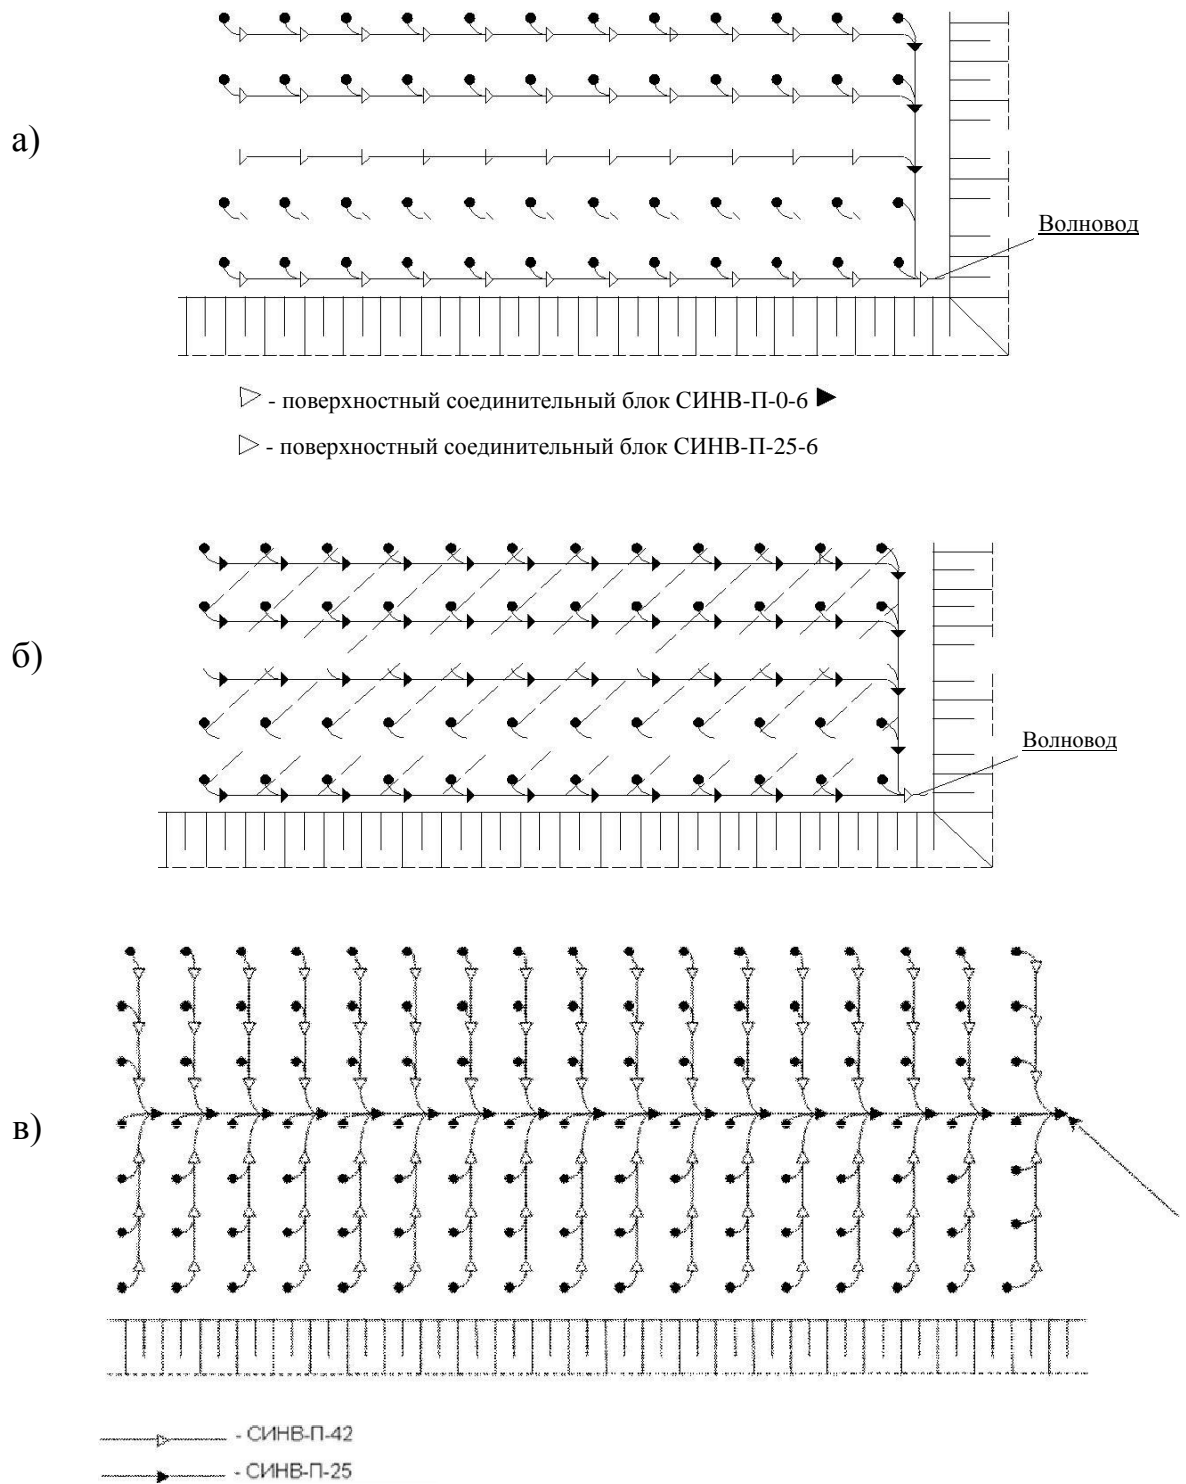 а)
Волновод
- поверхностный соединительный блок СИНВ-П-0-6
- поверхностный соединительный блок СИНВ-П-25-6
б)
Волновод
в)
- СИНВ-П-42
- СИНВ-П-25